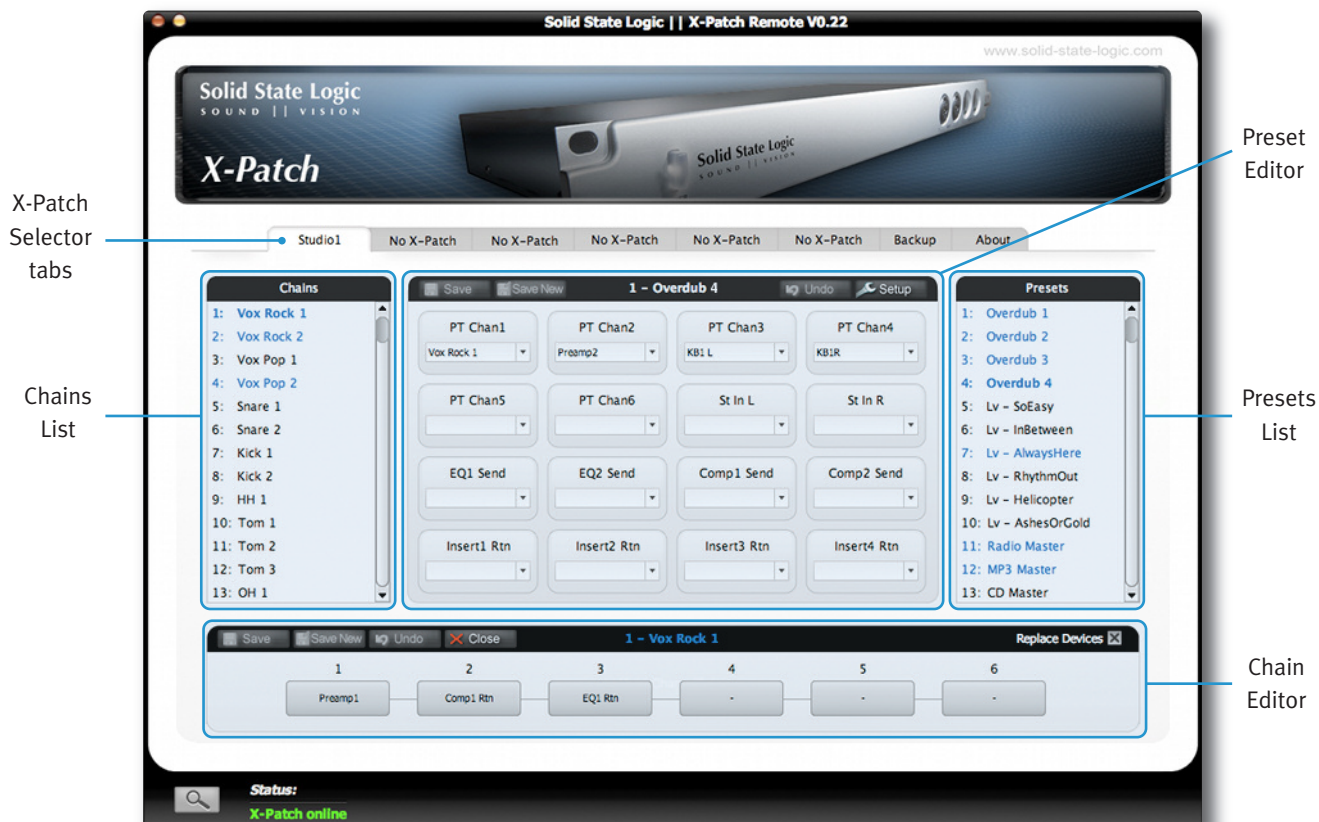 Solid State Logic || X-Patch Remote V0.22
www.solid-state-logic.com
Solid State Logic
SOUND || VISION
X-Patch
Solid State Logic
SOUND || VISION
Preset
Editor
X-Patch
Selector
tabs
Studio1 No X-Patch No X-Patch No X-Patch No X-Patch No X-Patch Backup About
Chains
1: Vox Rock 1
2: Vox Rock 2
3: Vox Pop 1
4: Vox Pop 2
5: Snare 1
6: Snare 2
7: Kick 1
8: Kick 2
9: HH 1
10: Tom 1
11: Tom 2
12: Tom 3
13: OH 1
Chains
List
Save Save New 1 - Overdub 4 Undo Setup
PT Chan1 PT Chan2 PT Chan3 PT Chan4
Vox Rock 1 Preamp2 KB1 L KB1R
PT Chan5 PT Chan6 St In L St In R
EQ1 Send EQ2 Send Comp1 Send Comp2 Send
Insert1 Rtn Insert2 Rtn Insert3 Rtn Insert4 Rtn
Presets
1: Overdub 1
2: Overdub 2
3: Overdub 3
4: Overdub 4
5: Lv - SoEasy
6: Lv - InBetween
7: Lv - AlwaysHere
8: Lv - RhythmOut
9: Lv - Helicopter
10: Lv - AshesOrGold
11: Radio Master
12: MP3 Master
13: CD Master
Presets
List
Save Save New Undo Close 1 - Vox Rock 1 Replace Devices
1 2 3 4 5 6
Preamp1 Comp1 Rtn EQ1 Rtn - - -
Chain
Editor
Status:
X-Patch online